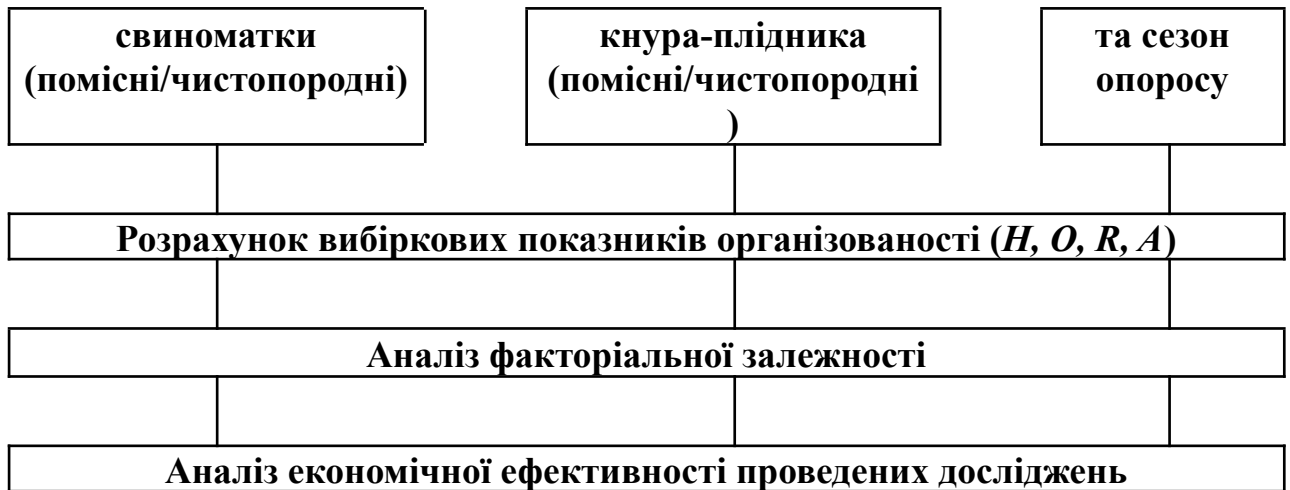 свиноматки
(помісні/чистопородні)
кнура-плідника
(помісні/чистопородні
)
та сезон
опоросу
Розрахунок вибіркових показників організованості (H, O, R, A)
Аналіз факторіальної залежності
Аналіз економічної ефективності проведених досліджень